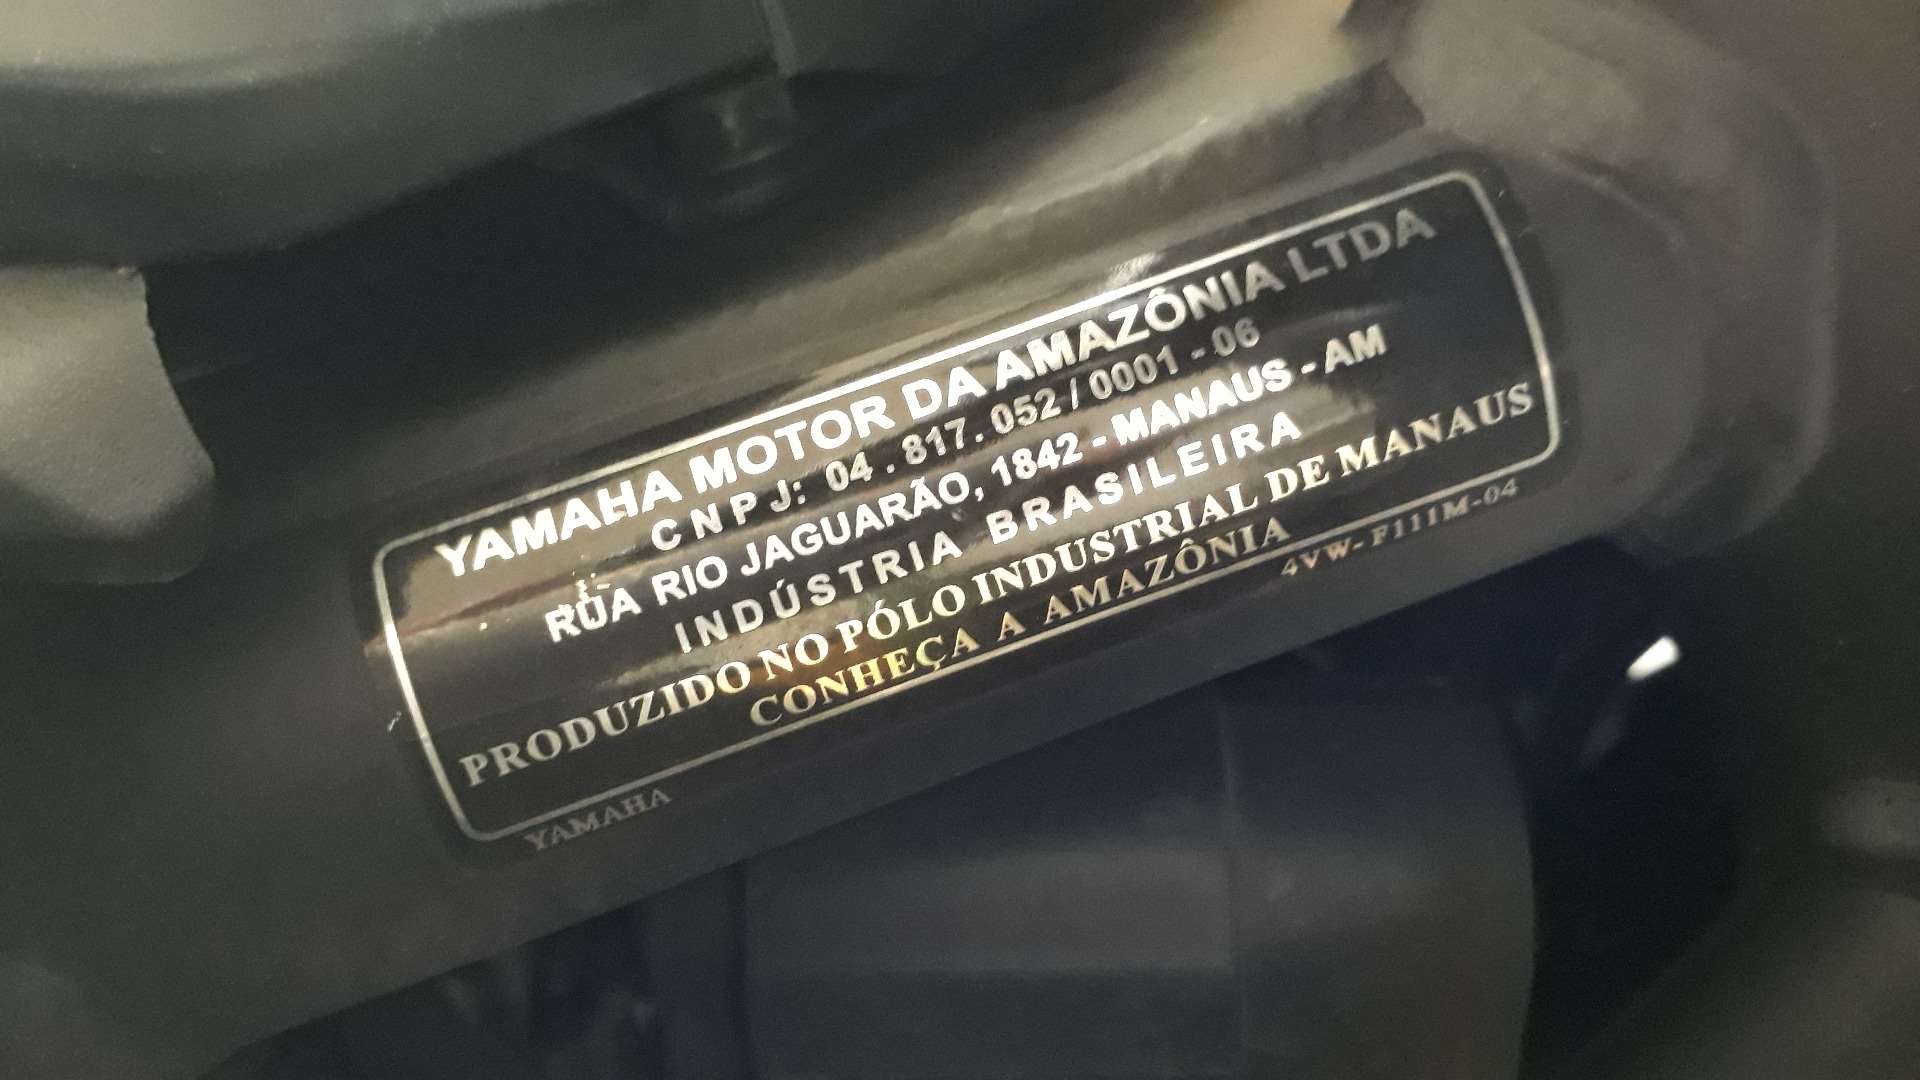 YAMAHA MOTOR DA AMAZÔNIA LTDA
C N P J: 04 . 817 . 052 / 0001 - 06
RUA RIO JAGUARÃO, 1842 - MANAUS - AM
INDÚSTRIA BRASILEIRA
PRODUZIDO NO PÓLO INDUSTRIAL DE MANAUS
CONHEÇA A AMAZÔNIA
YAMAHA
4VW-F111M-04